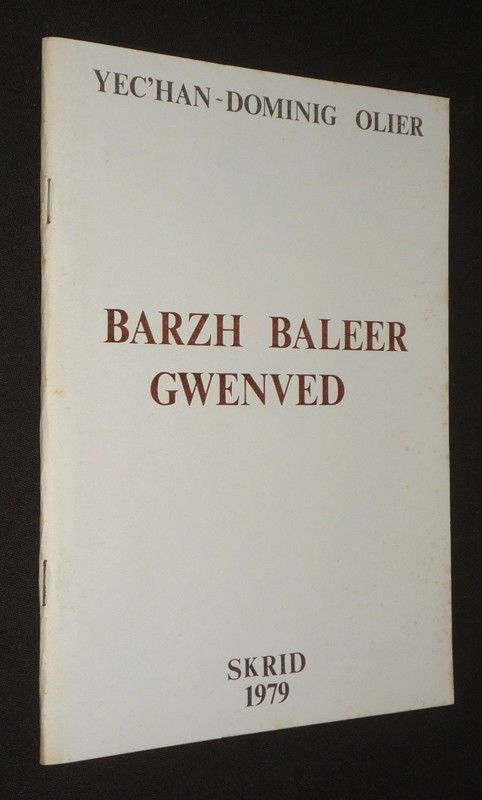 YEC'HAN-DOMINIG OLIER
BARZH BALEER
GWENVED
SKRID
1979